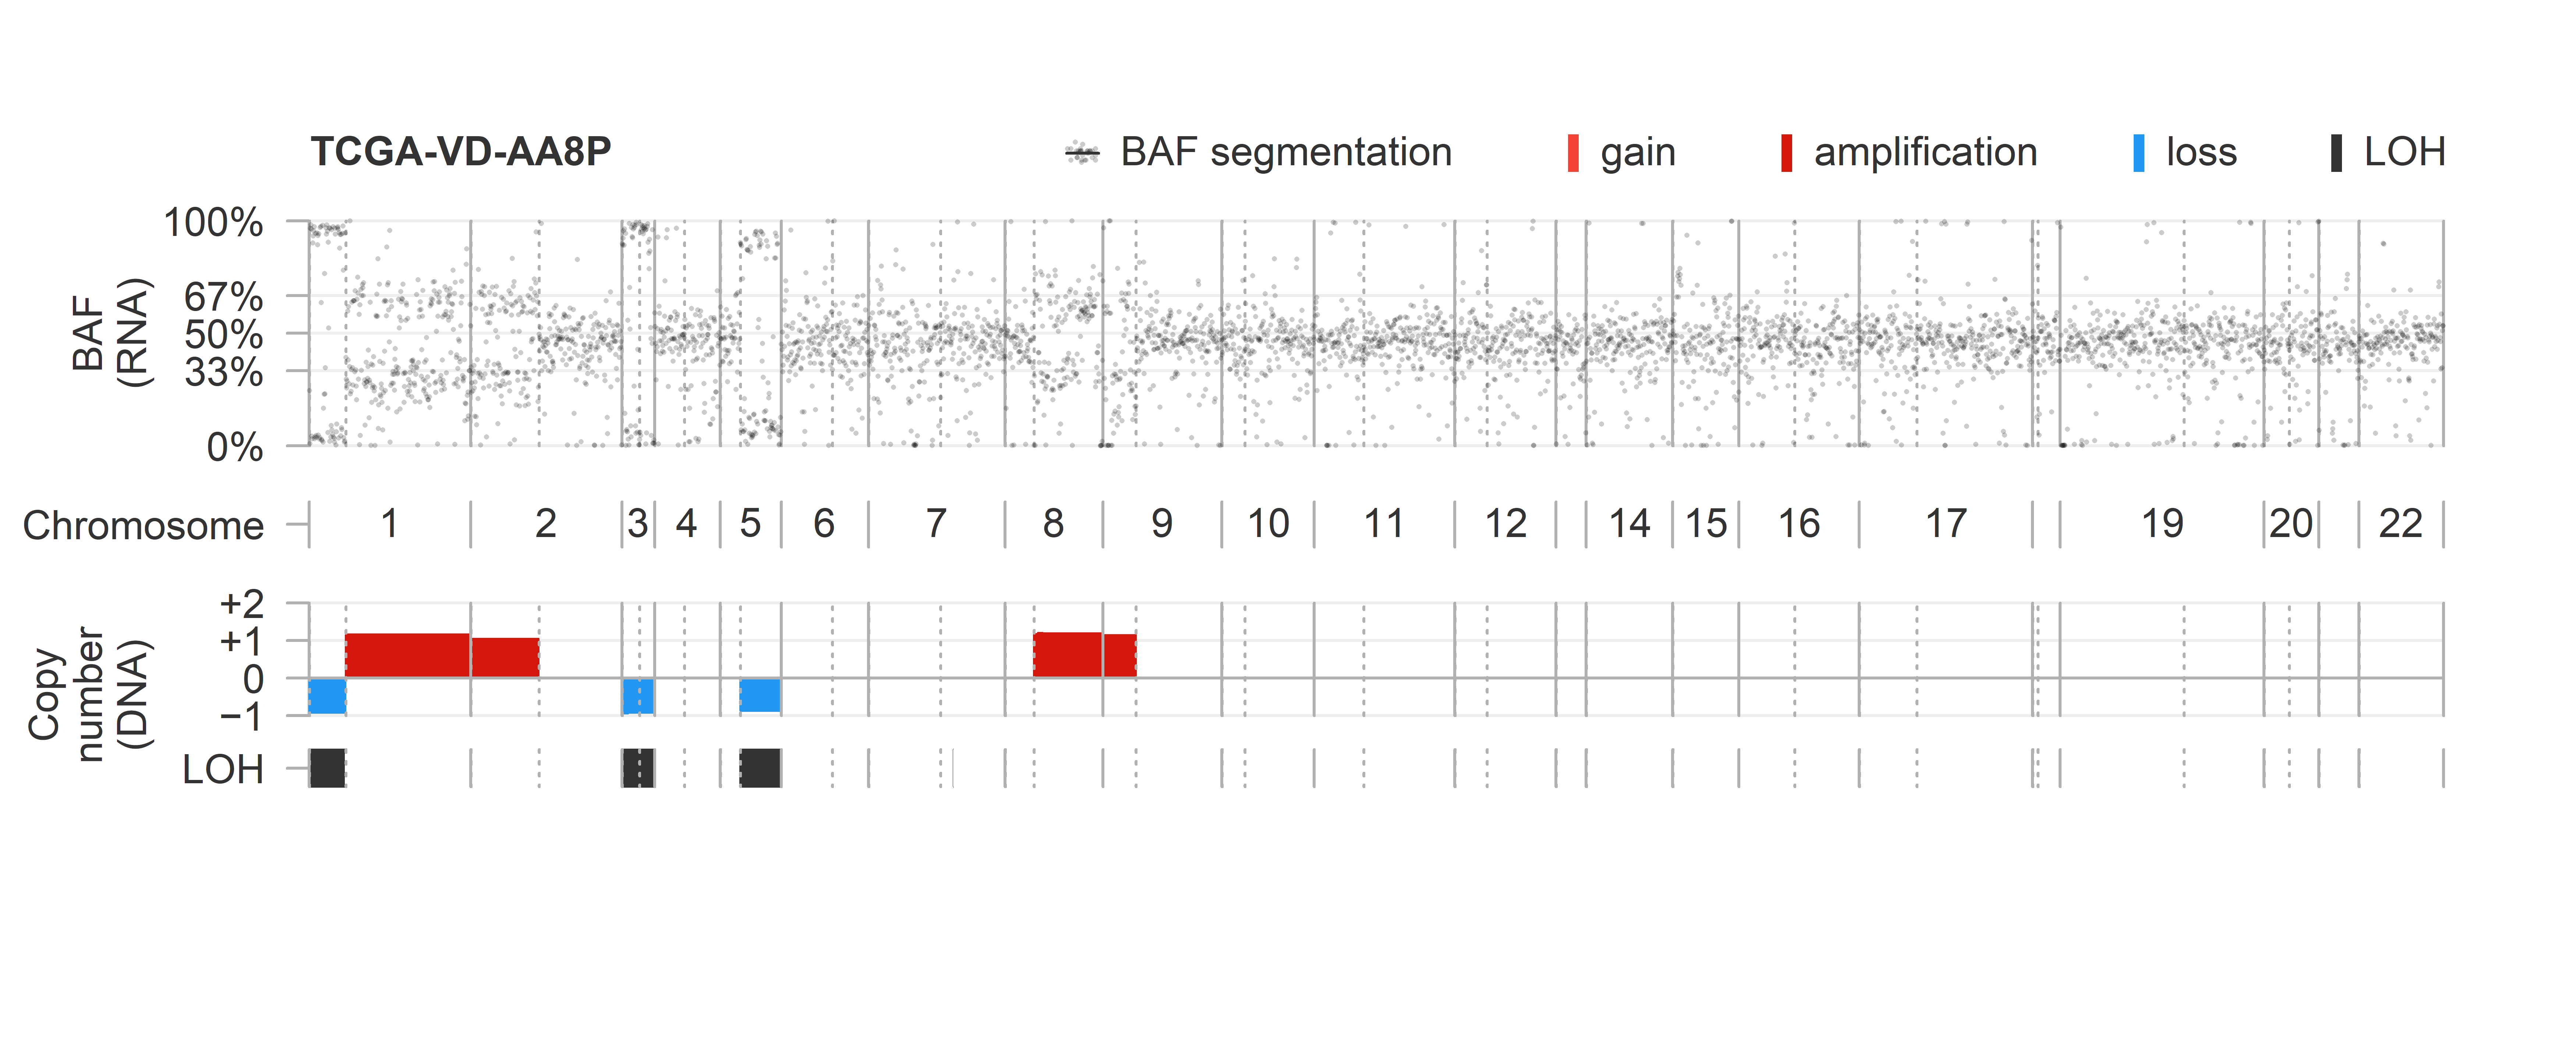 TCGA-VD-AA8P
BAF segmentation
gain
amplification
loss
LOH
BAF
(RNA)
100%
67%
50%
33%
0%
Chromosome
1 2 3 4 5 6 7 8 9 10 11 12 14 15 16 17 19 20 22
Copy
number
(DNA)
+2
+1
0
−1
LOH